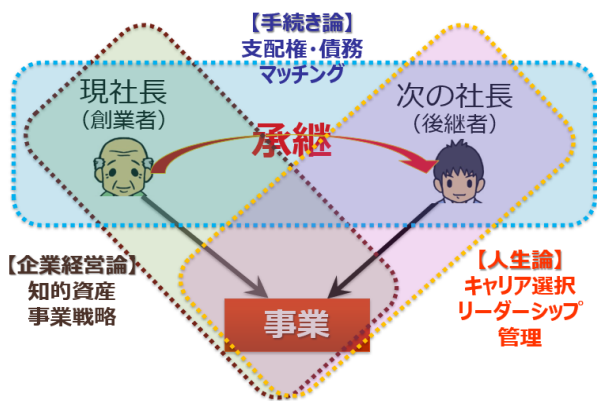 【手続き論】
支配権・債務
マッチング
現社長
（創業者）
次の社長
（後継者）
承継
【企業経営論】
知的資産
事業戦略
【人生論】
キャリア選択
リーダーシップ
管理
事業